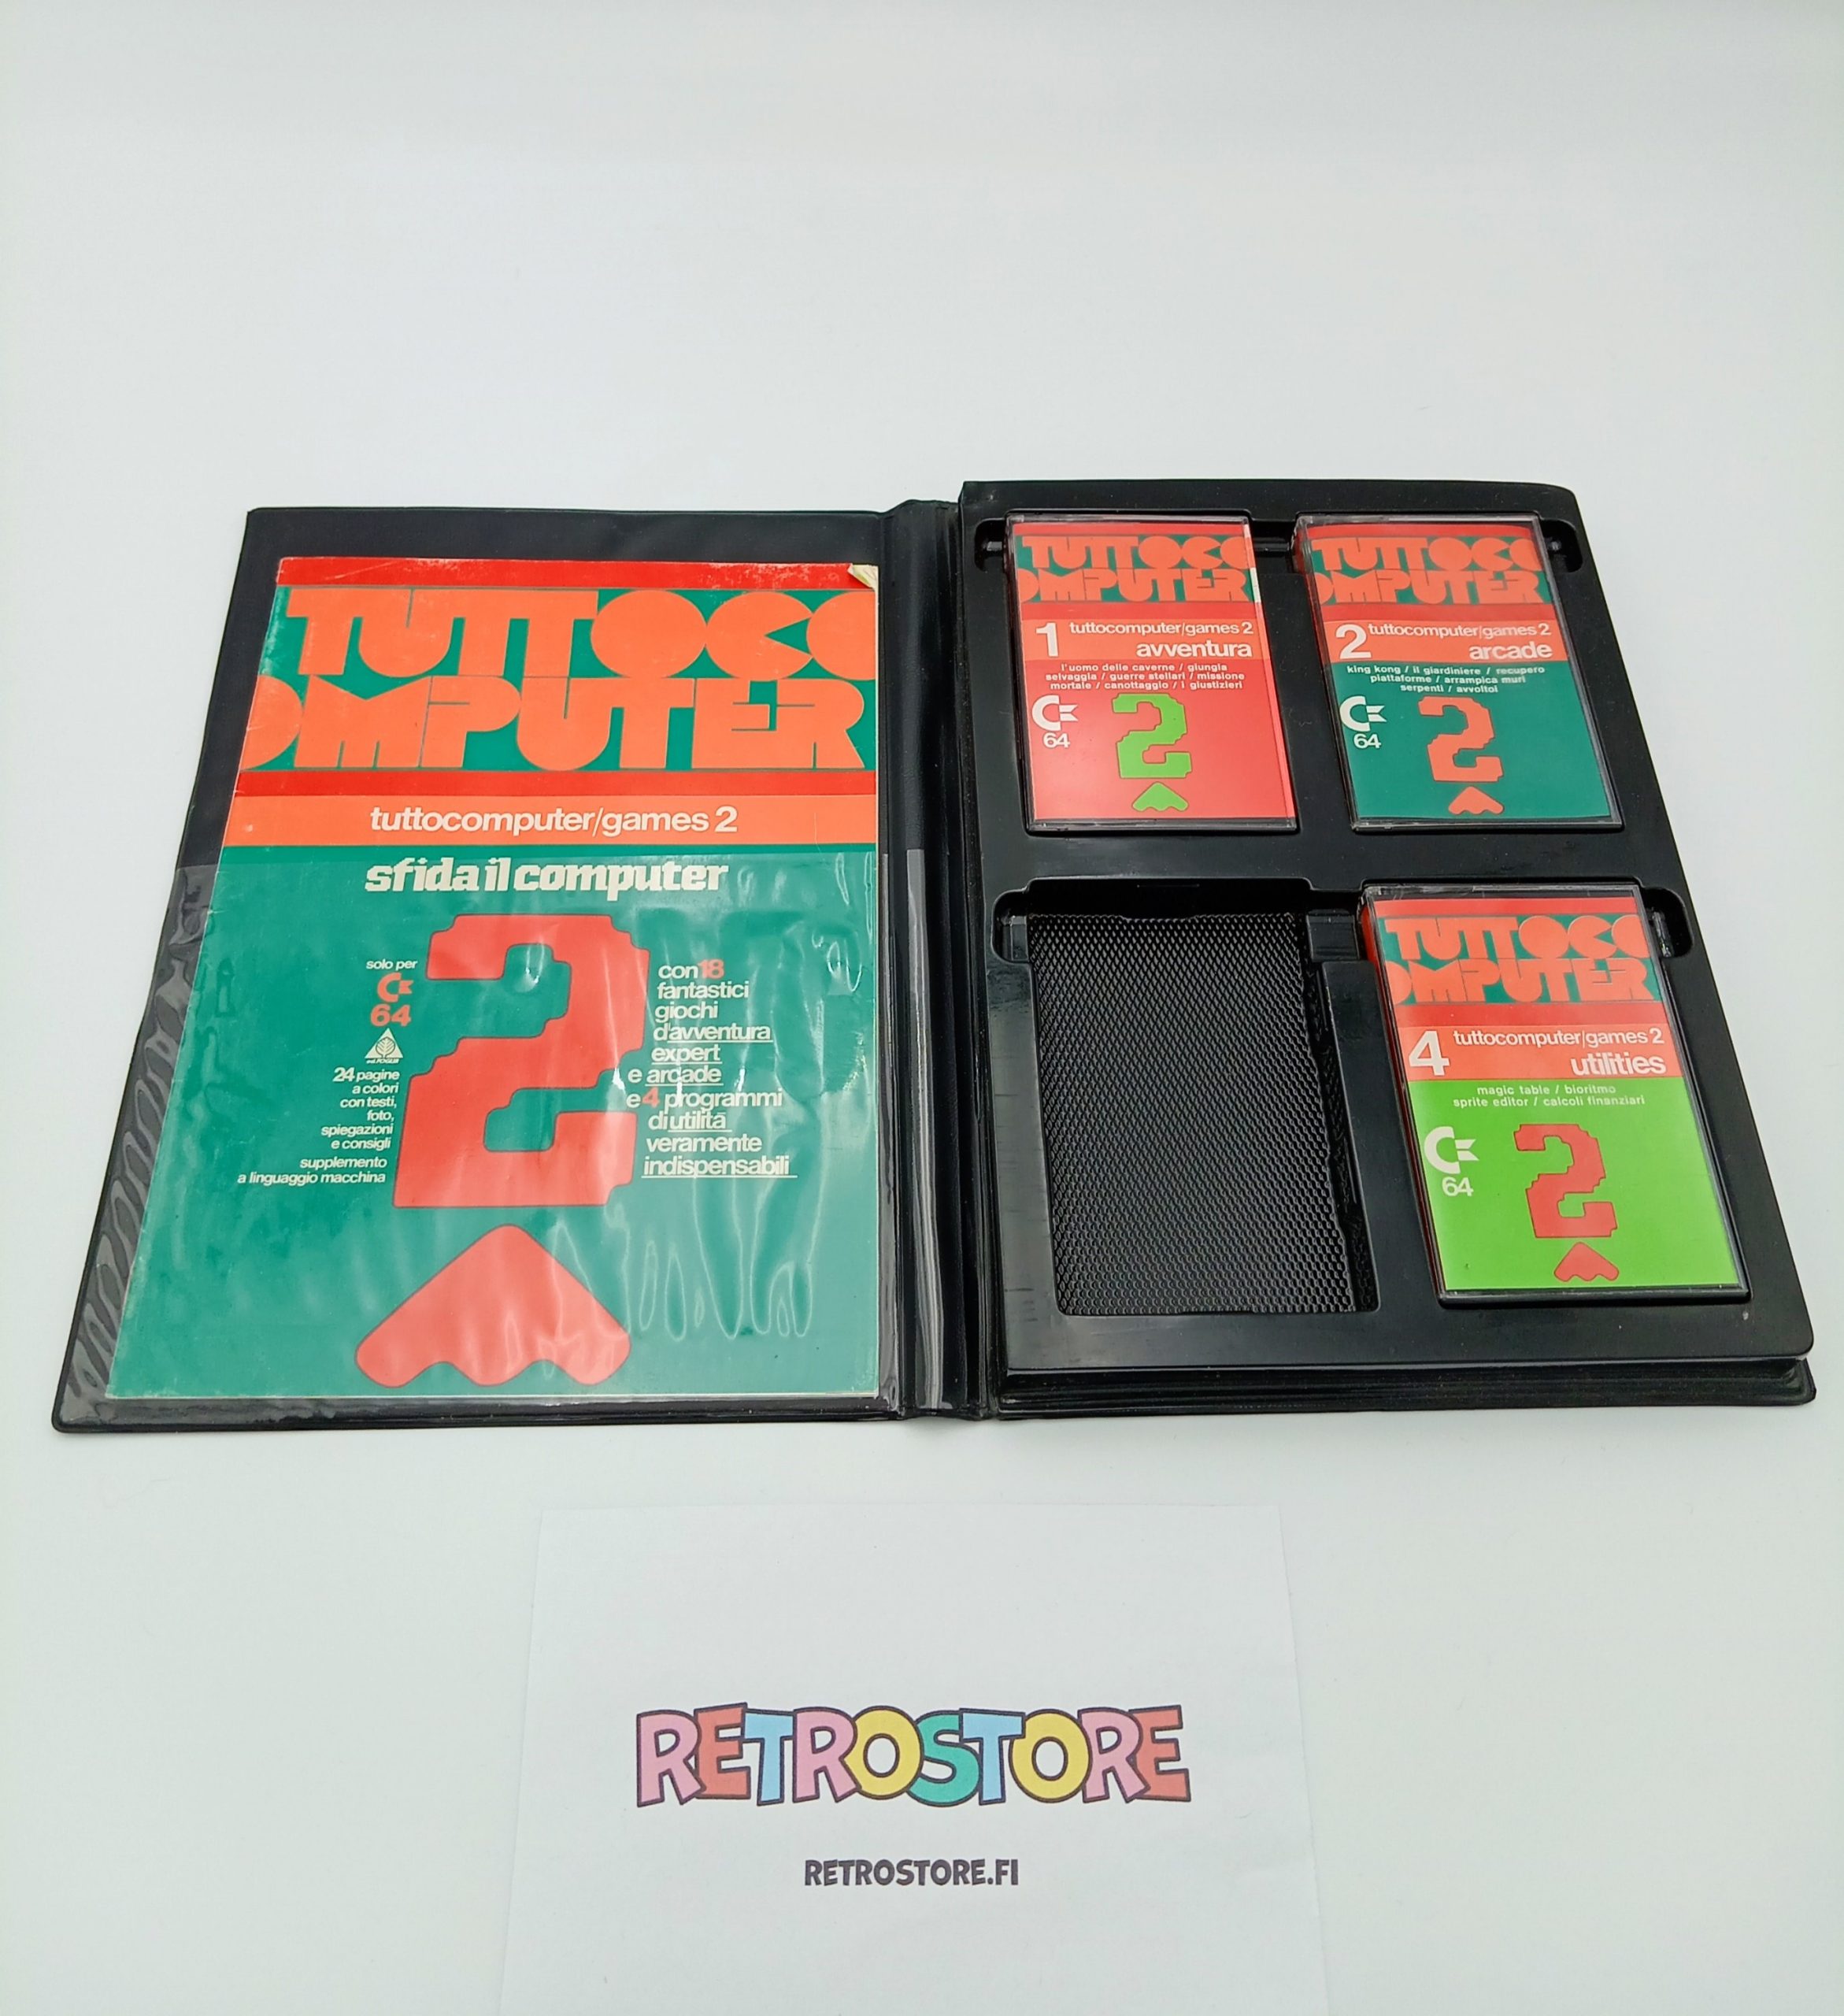 TUTTOCO
OMPUTER
tuttocomputer/games 2
sfida il computer
solo per
C=
64
ed. FOGLIA
24 pagine
a colori
con testi,
foto,
spiegazioni
e consigli
supplemento
a linguaggio macchina
con 18
fantastici
giochi
d'avventura
expert
e arcade
e 4 programmi
di utilità
veramente
indispensabili
2
TUTTOCO
OMPUTER
1 tuttocomputer/games 2
avventura
l'uomo delle caverne / giungla
selvaggia / guerre stellari / missione
mortale / canottaggio / i giustizieri
64
2
TUTTOCO
OMPUTER
2 tuttocomputer/games 2
arcade
king kong / il giardiniere / recupero
piattaforme / arrampica muri
serpenti / avvoltoi
64
2
TUTTOCO
OMPUTER
4 tuttocomputer/games 2
utilities
magic table / bioritmo
sprite editor / calcoli finanziari
64
2
RETROSTORE
RETROSTORE.FI